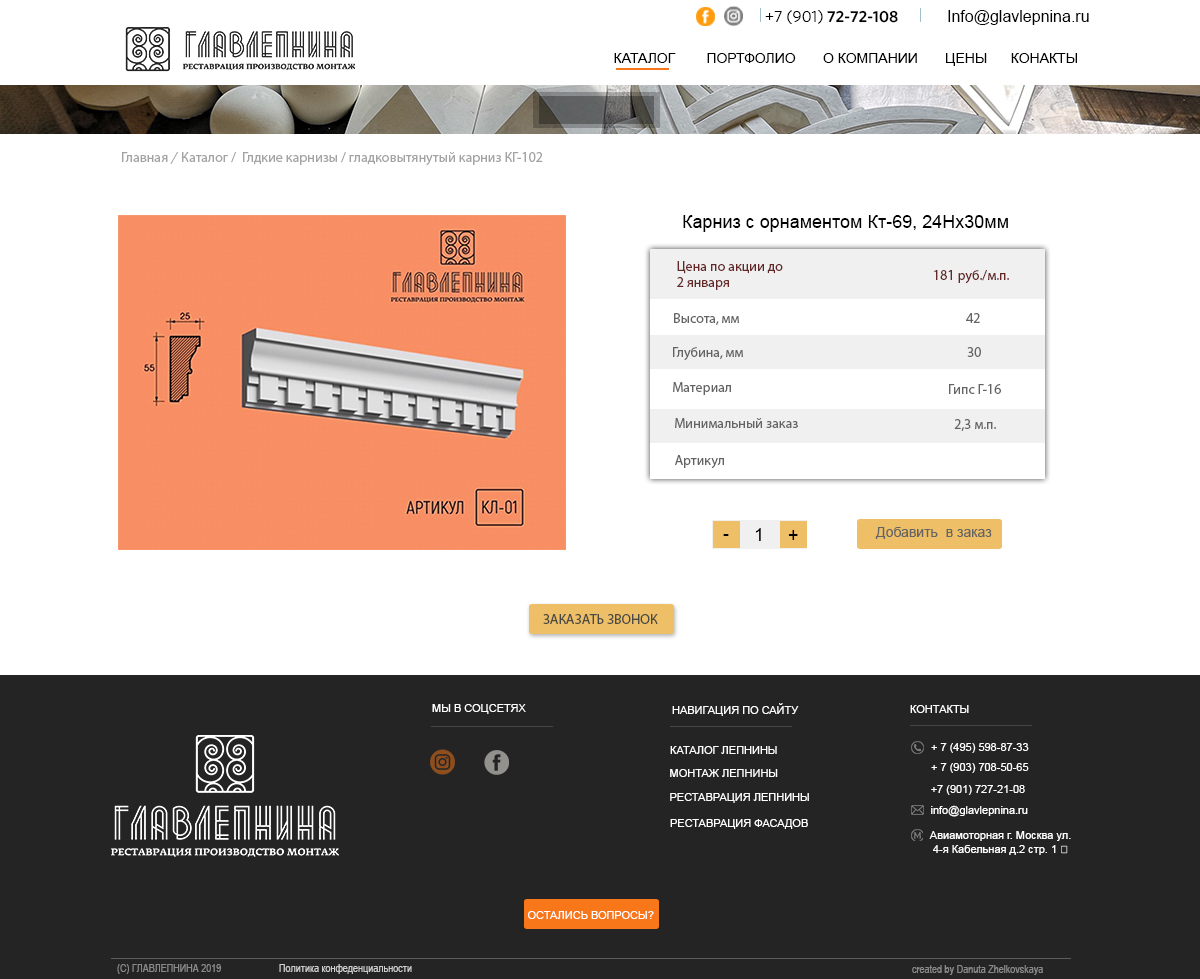 +7 (901) 72-72-108
Info@glavlepnina.ru
ГЛАВЛЕПНИНА
РЕСТАВРАЦИЯ ПРОИЗВОДСТВО МОНТАЖ
КАТАЛОГ
ПОРТФОЛИО
О КОМПАНИИ
ЦЕНЫ
КОНАКТЫ
Главная / Каталог / Глдкие карнизы / гладковытянутый карниз КГ-102
ГЛАВЛЕПНИНА
РЕСТАВРАЦИЯ ПРОИЗВОДСТВО МОНТАЖ
25
55
АРТИКУЛ КЛ-01
Карниз с орнаментом Кт-69, 24Нх30мм
Цена по акции до
2 января
181 руб./м.п.
Высота, мм 42
Глубина, мм 30
Материал Гипс Г-16
Минимальный заказ 2,3 м.п.
Артикул
- 1 +
Добавить в заказ
ЗАКАЗАТЬ ЗВОНОК
ГЛАВЛЕПНИНА
РЕСТАВРАЦИЯ ПРОИЗВОДСТВО МОНТАЖ
МЫ В СОЦСЕТЯХ
НАВИГАЦИЯ ПО САЙТУ
КАТАЛОГ ЛЕПНИНЫ
МОНТАЖ ЛЕПНИНЫ
РЕСТАВРАЦИЯ ЛЕПНИНЫ
РЕСТАВРАЦИЯ ФАСАДОВ
КОНТАКТЫ
+ 7 (495) 598-87-33
+ 7 (903) 708-50-65
+7 (901) 727-21-08
info@glavlepnina.ru
Авиамоторная г. Москва ул.
4-я Кабельная д.2 стр. 1
ОСТАЛИСЬ ВОПРОСЫ?
(C) ГЛАВЛЕПНИНА 2019
Политика конфеденциальности
created by Danuta Zhelkovskaya